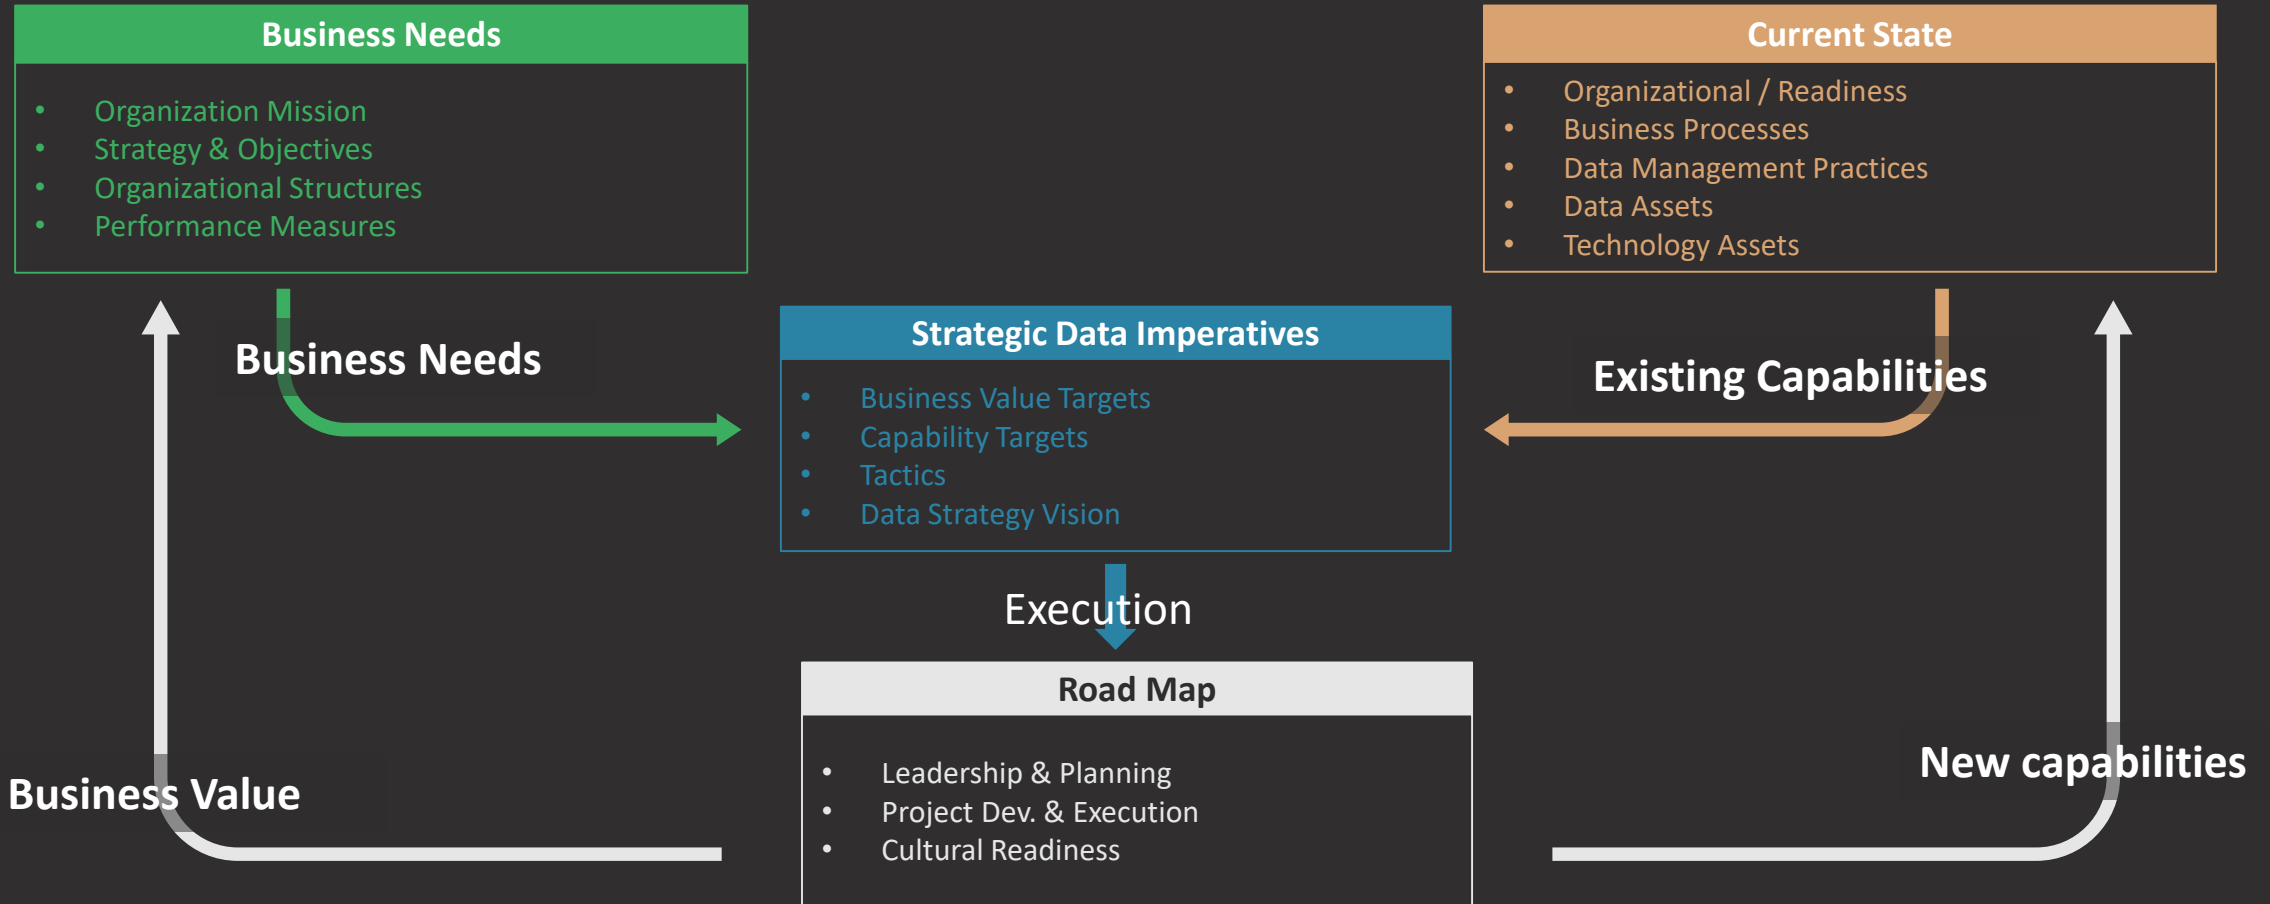 Business Needs
• Organization Mission
• Strategy & Objectives
• Organizational Structures
• Performance Measures
Current State
• Organizational / Readiness
• Business Processes
• Data Management Practices
• Data Assets
• Technology Assets
Business Needs
Strategic Data Imperatives
• Business Value Targets
• Capability Targets
• Tactics
• Data Strategy Vision
Existing Capabilities
Execution
Road Map
• Leadership & Planning
• Project Dev. & Execution
• Cultural Readiness
Business Value
New capabilities